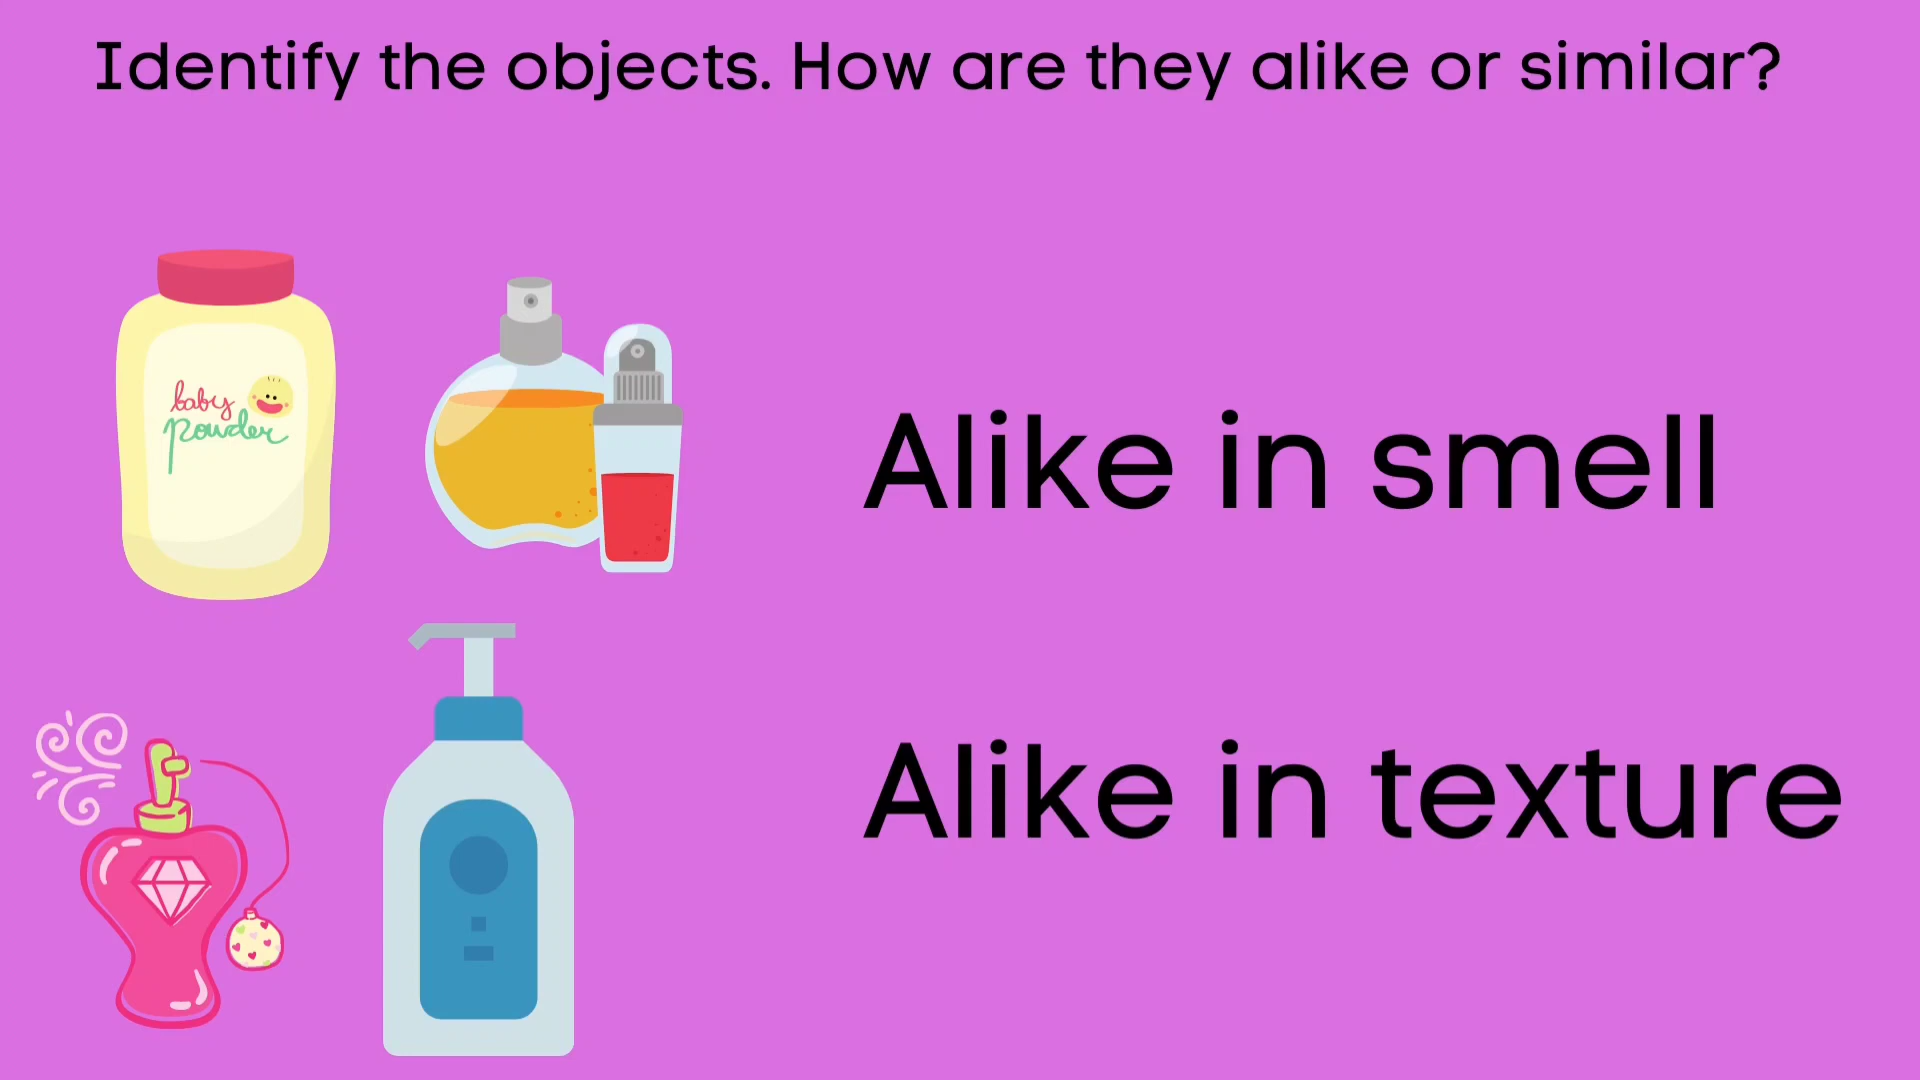 Identify the objects. How are they alike or similar?
baby
powder
Alike in smell
Alike in texture